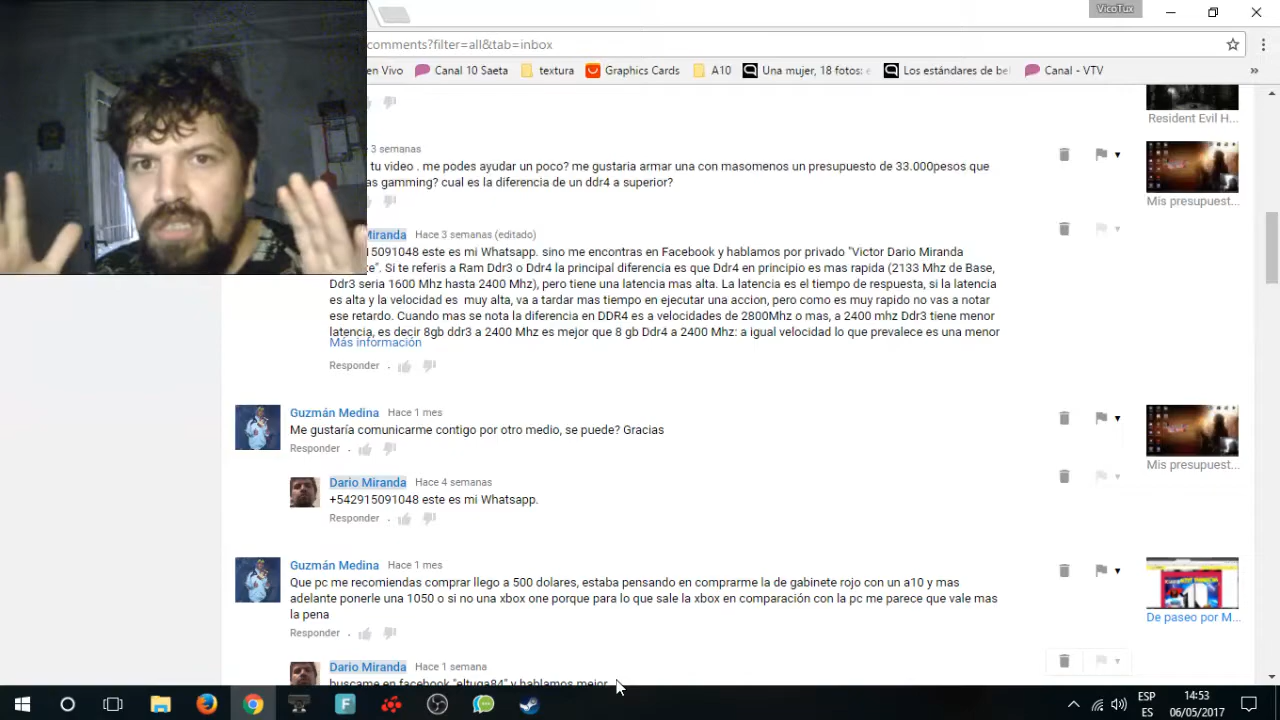 VicoTux
comments?filter=all&tab=inbox
en Vivo
Canal 10 Saeta
textura
Graphics Cards
A10
Una mujer, 18 fotos: e
Los estándares de bel
Canal - VTV
»
Resident Evil H...
3 semanas
tu video . me podes ayudar un poco? me gustaria armar una con masomenos un presupuesto de 33.000pesos que
as gamming? cual es la diferencia de un ddr4 a superior?
Mis presupuest...
Miranda Hace 3 semanas (editado)
15091048 este es mi Whatsapp. sino me encontras en Facebook y hablamos por privado "Victor Dario Miranda
te". Si te referis a Ram Ddr3 o Ddr4 la principal diferencia es que Ddr4 en principio es mas rapida (2133 Mhz de Base,
Ddr3 seria 1600 Mhz hasta 2400 Mhz), pero tiene una latencia mas alta. La latencia es el tiempo de respuesta, si la latencia
es alta y la velocidad es muy alta, va a tardar mas tiempo en ejecutar una accion, pero como es muy rapido no vas a notar
ese retardo. Cuando mas se nota la diferencia en DDR4 es a velocidades de 2800Mhz o mas, a 2400 mhz Ddr3 tiene menor
latencia, es decir 8gb ddr3 a 2400 Mhz es mejor que 8 gb Ddr4 a 2400 Mhz: a igual velocidad lo que prevalece es una menor
Más información
Responder .
Guzmán Medina Hace 1 mes
Me gustaría comunicarme contigo por otro medio, se puede? Gracias
Responder .
Mis presupuest...
Dario Miranda Hace 4 semanas
+542915091048 este es mi Whatsapp.
Responder .
Guzmán Medina Hace 1 mes
Que pc me recomiendas comprar llego a 500 dolares, estaba pensando en comprarme la de gabinete rojo con un a10 y mas
adelante ponerle una 1050 o si no una xbox one porque para lo que sale la xbox en comparación con la pc me parece que vale mas
la pena
Responder .
De paseo por M...
Dario Miranda Hace 1 semana
buscame en facebook "eltuga84" y hablamos mejor.
ESP
ES
14:53
06/05/2017